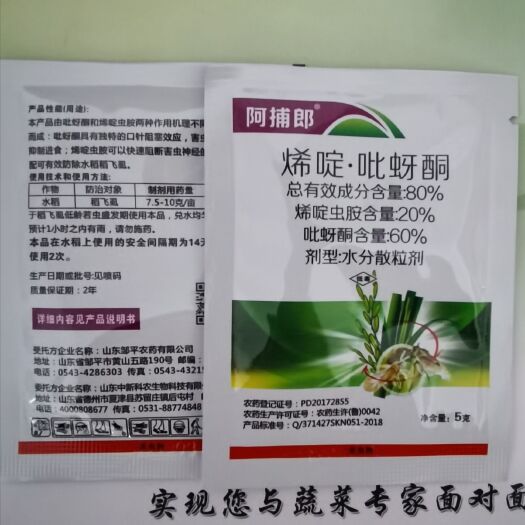 产品性能(用途):
本产品由吡蚜酮和烯啶虫胺两种作用机理不同
而成: 吡蚜酮具有独特的口针阻塞效应, 害虫
抑制进食; 烯啶虫胺可以快速阻断害虫神经
配可有效防除水稻稻飞虱。
使用技术和使用方法:
作物 防治对象 制剂用药量
水稻 稻飞虱 7.5-10克/亩
于稻飞虱低龄若虫盛发期使用本品, 兑水均
预计1小时之内有雨, 请勿施药。
本品在水稻上使用的安全间隔期为14天
使用2次。
生产日期或批号:见喷码
质量保证期: 2年
详细内容见产品说明书
受托方企业名称: 山东邹平农药有限公司
地址: 山东省邹平市黄山五路190号 邮编:
电话: 0543-4286303 传真: 0543-43215
委托方企业名称: 山东中新科农生物科技有限
地址: 山东省德州市夏津县苏留庄镇后屯村
电话: 4000808677 传真: 0531-88774848
阿捕郎
烯啶·吡蚜酮
总有效成分含量:80%
烯啶虫胺含量:20%
吡蚜酮含量:60%
剂型:水分散粒剂
低毒
农药登记证号: PD20172855
农药生产许可证号: 农药生许(鲁)0042
产品标准号: Q/371427SKN051-2018
净含量: 5克
实现您与蔬菜专家面对面